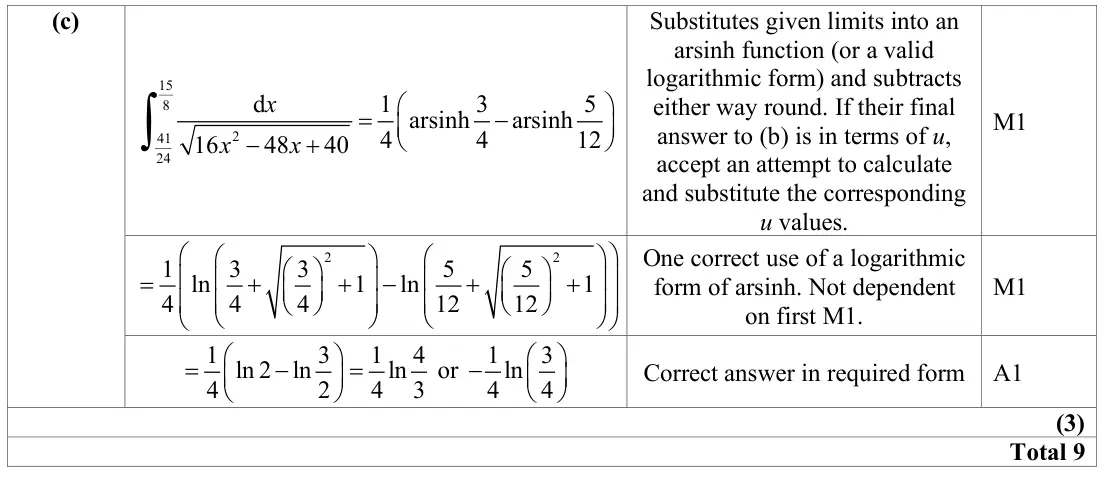 (c)
∫_{41/24}^{15/8} dx/√(16x² − 48x + 40) = 1/4 (arsinh 3/4 − arsinh 5/12)
Substitutes given limits into an
arsinh function (or a valid
logarithmic form) and subtracts
either way round. If their final
answer to (b) is in terms of u,
accept an attempt to calculate
and substitute the corresponding
u values.
M1
= 1/4 (ln(3/4 + √((3/4)² + 1)) − ln(5/12 + √((5/12)² + 1)))
One correct use of a logarithmic
form of arsinh. Not dependent
on first M1.
M1
= 1/4 (ln 2 − ln 3/2) = 1/4 ln 4/3 or − 1/4 ln(3/4)
Correct answer in required form
A1
(3)
Total 9